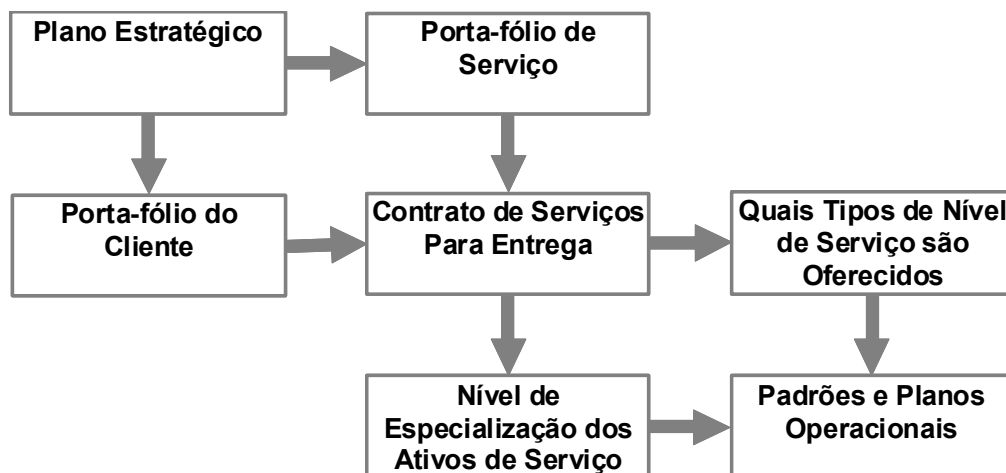 Plano Estratégico
Porta-fólio de
Serviço
Porta-fólio do
Cliente
Contrato de Serviços
Para Entrega
Quais Tipos de Nível
de Serviço são
Oferecidos
Nível de
Especialização dos
Ativos de Serviço
Padrões e Planos
Operacionais